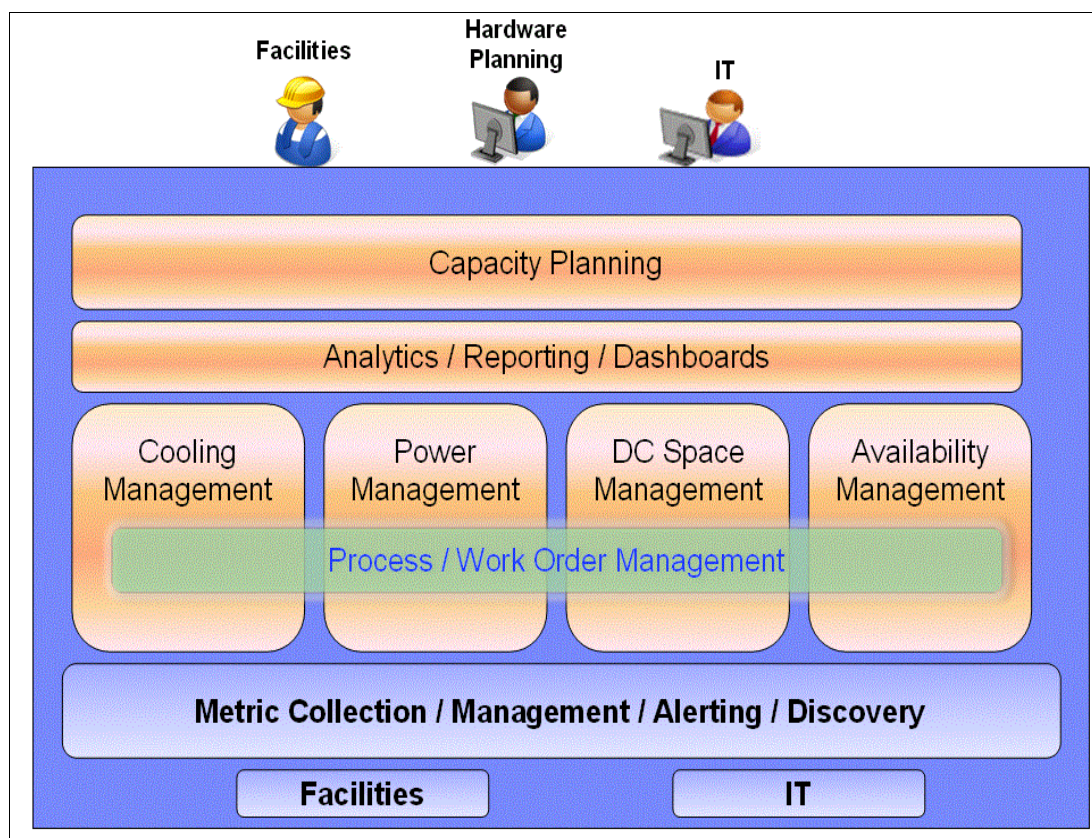 Facilities
Hardware
Planning
IT
Capacity Planning
Analytics / Reporting / Dashboards
Cooling
Management
Power
Management
DC Space
Management
Availability
Management
Process / Work Order Management
Metric Collection / Management / Alerting / Discovery
Facilities
IT